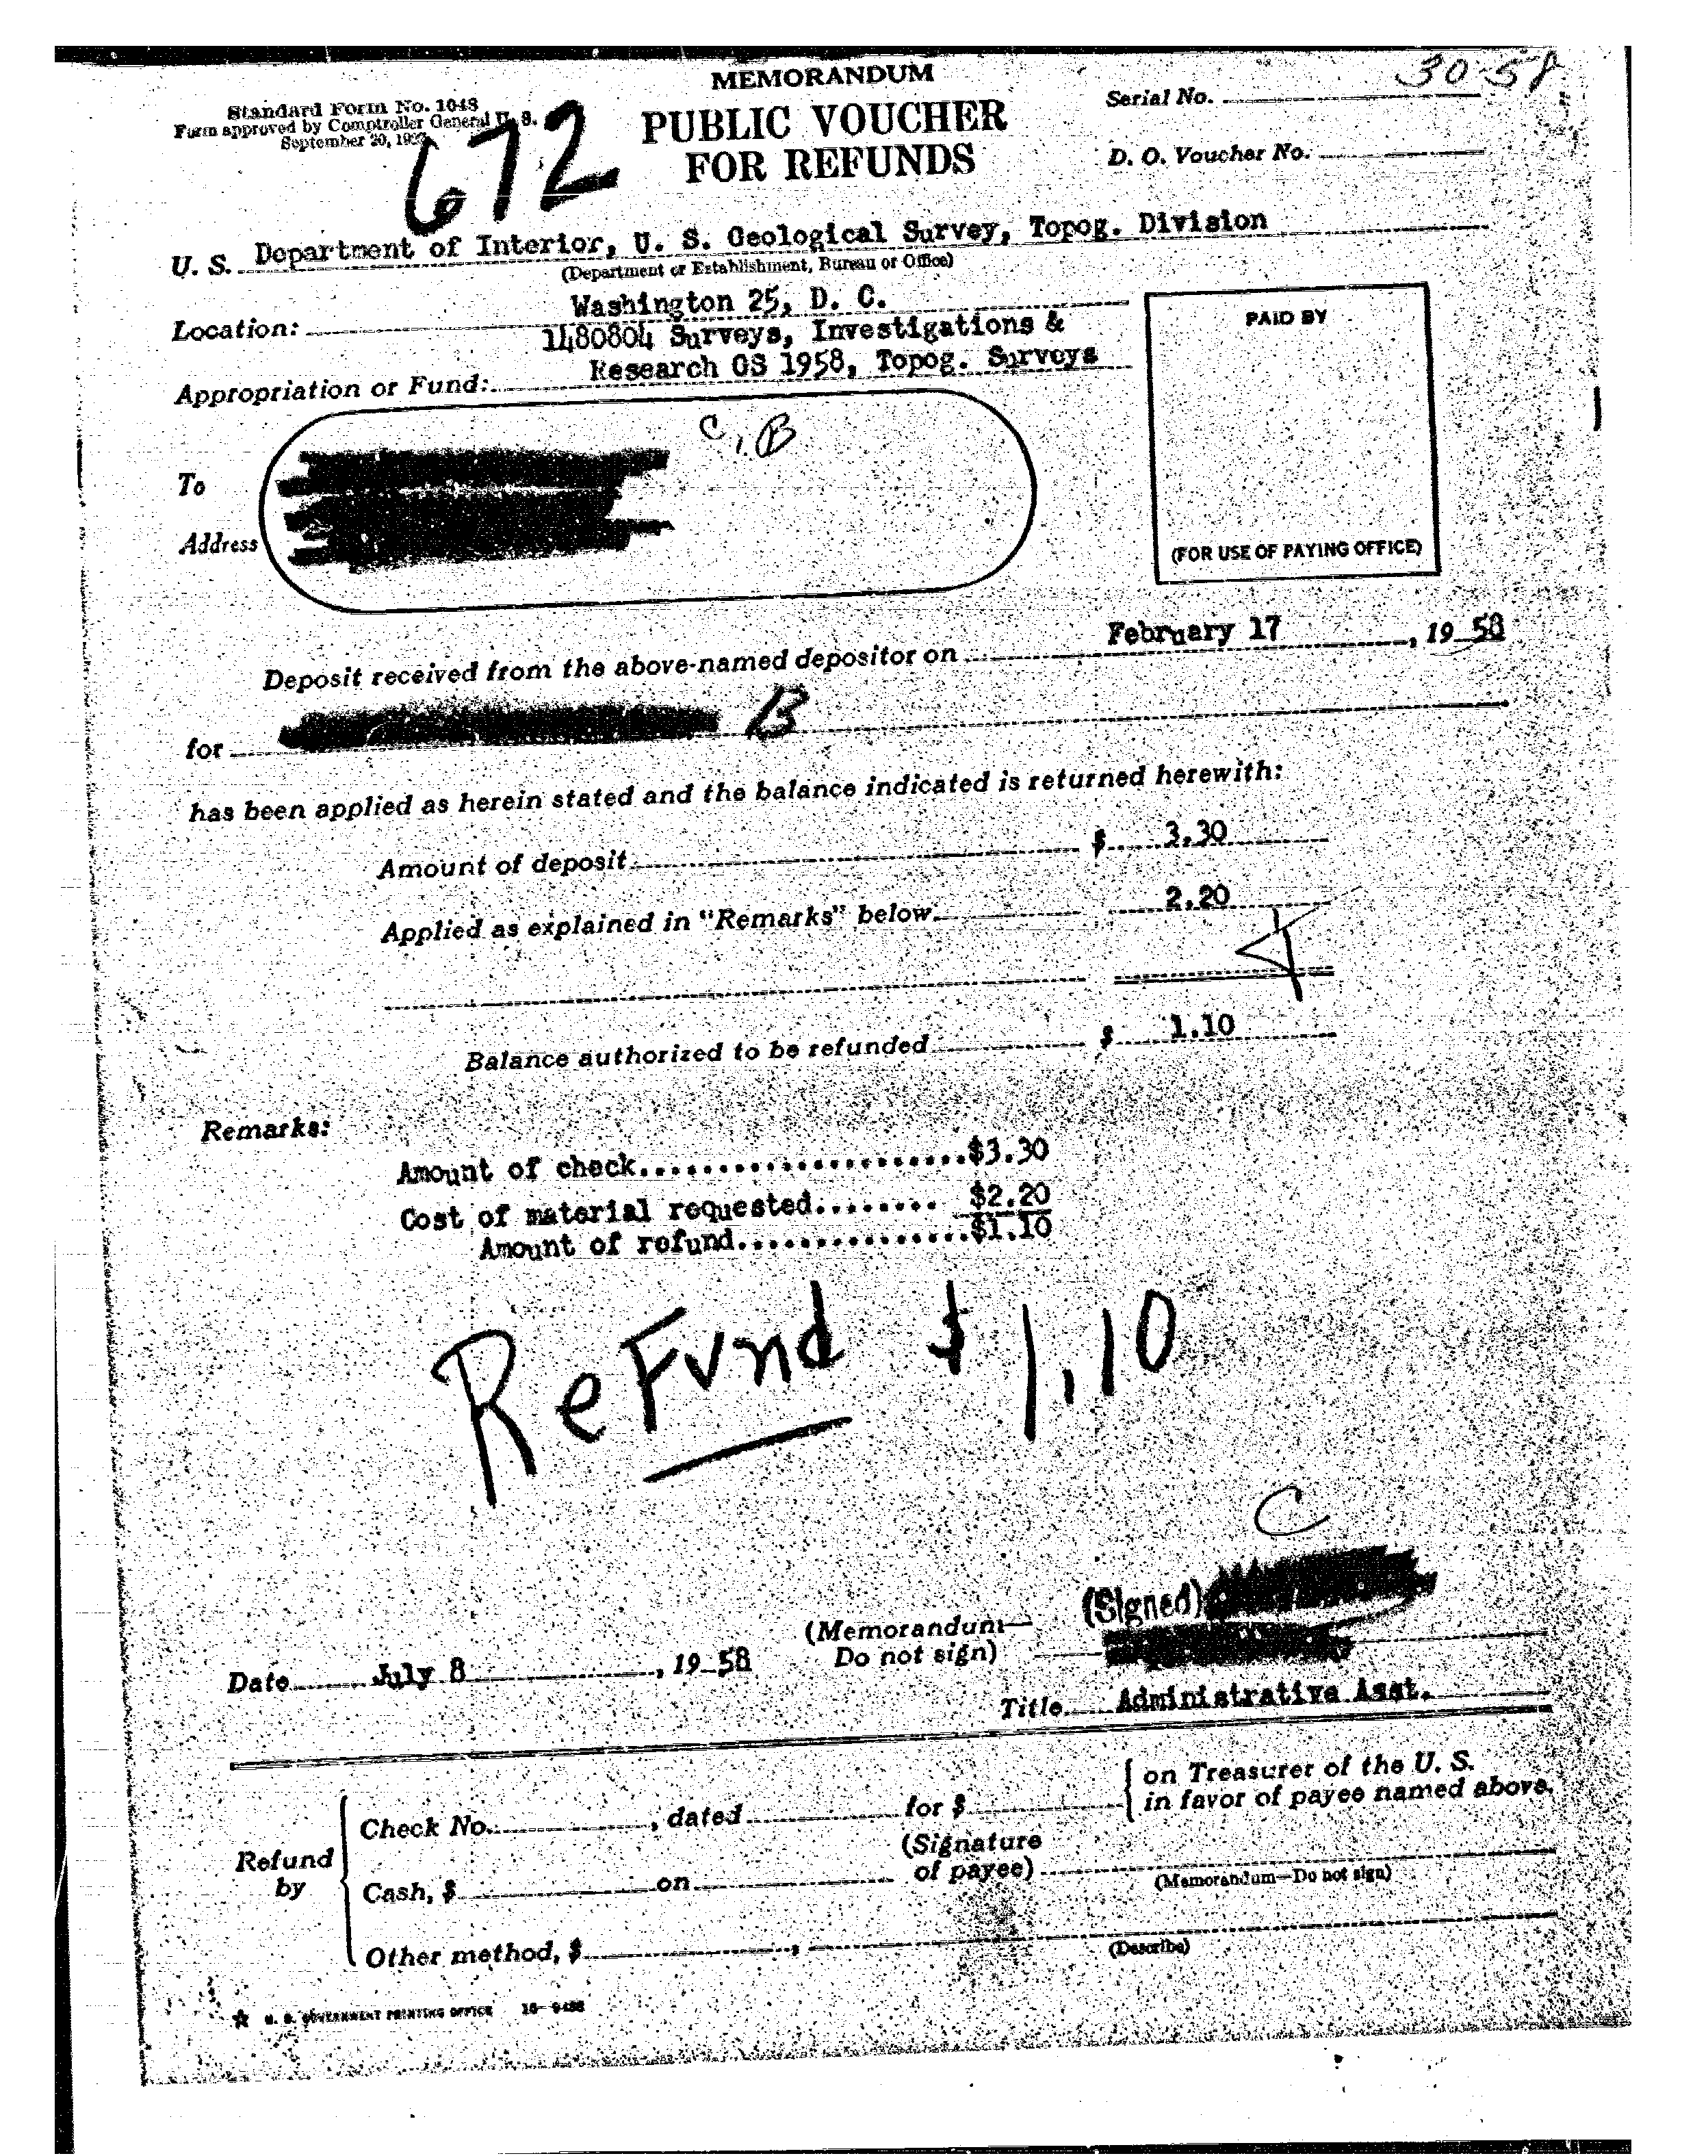 MEMORANDUM
30-58
Standard Form No. 1048
Form approved by Comptroller General U. S.
September 20, 19
672
PUBLIC VOUCHER
FOR REFUNDS
Serial No.
D. O. Voucher No.
U. S. Department of Interior, U. S. Geological Survey, Topog. Division
(Department or Establishment, Bureau or Office)
Location: Washington 25, D. C.
1480804 Surveys, Investigations &
Appropriation or Fund: Research GS 1958, Topog. Surveys
PAID BY
(FOR USE OF PAYING OFFICE)
C, B
To
Address
Deposit received from the above-named depositor on February 17, 19 58
for B
has been applied as herein stated and the balance indicated is returned herewith:
Amount of deposit $ 3.30
Applied as explained in "Remarks" below 2.20
Balance authorized to be refunded $ 1.10
Remarks:
Amount of check.....................$3.30
Cost of material requested........ $2.20
Amount of refund...............$1.10
ReFund $1.10
C
(Signed)
(Memorandum—
Do not sign)
Date July 8, 19 58
Title Administrative Asst.
Refund
by
Check No. , dated for $ on Treasurer of the U. S.
in favor of payee named above.
Cash, $ on (Signature
of payee)
(Memorandum—Do not sign)
Other method, $ ,
(Describe)
U. S. GOVERNMENT PRINTING OFFICE